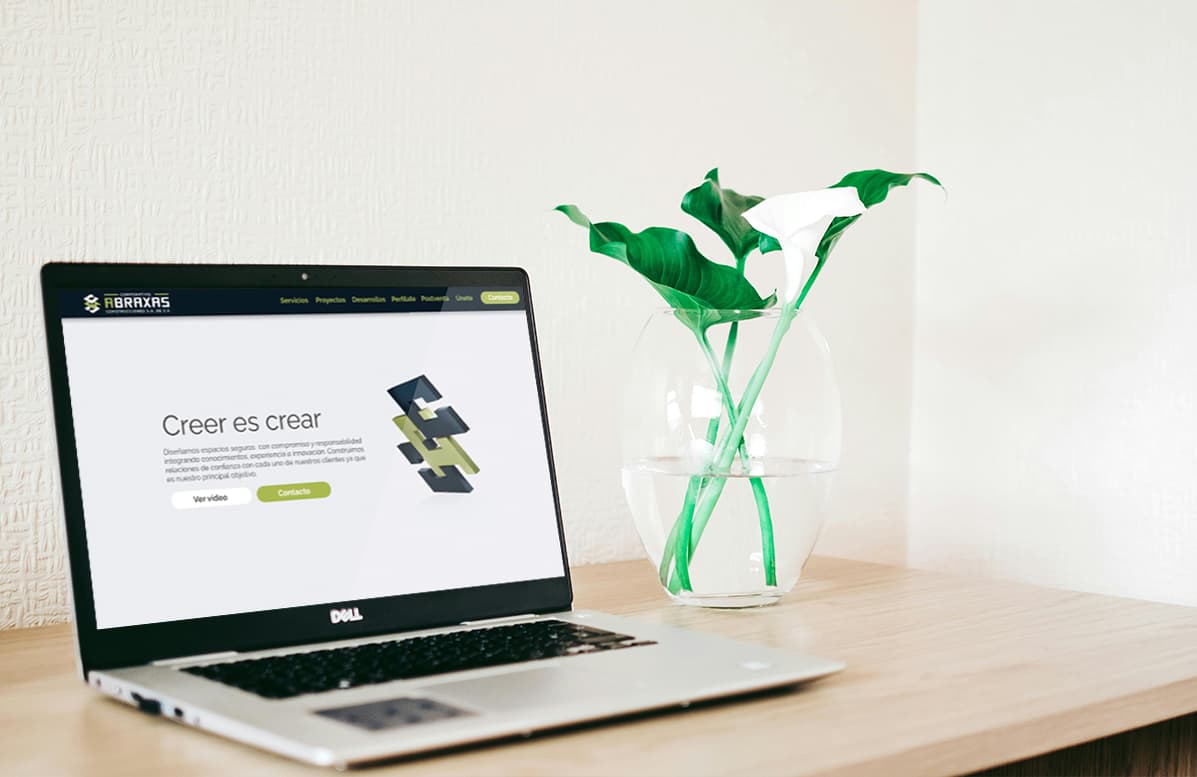 CORPORATIVO
ABRAXAS
CONSTRUCCIONES S.A. DE C.V.
Servicios Proyectos Desarrollos Perfílate Postventa Únete Contacto
Creer es crear
Diseñamos espacios seguros, con compromiso y responsabilidad
integrando conocimientos, experiencia e innovación. Construimos
relaciones de confianza con cada uno de nuestros clientes ya que
es nuestro principal objetivo.
Ver video Contacto
DELL